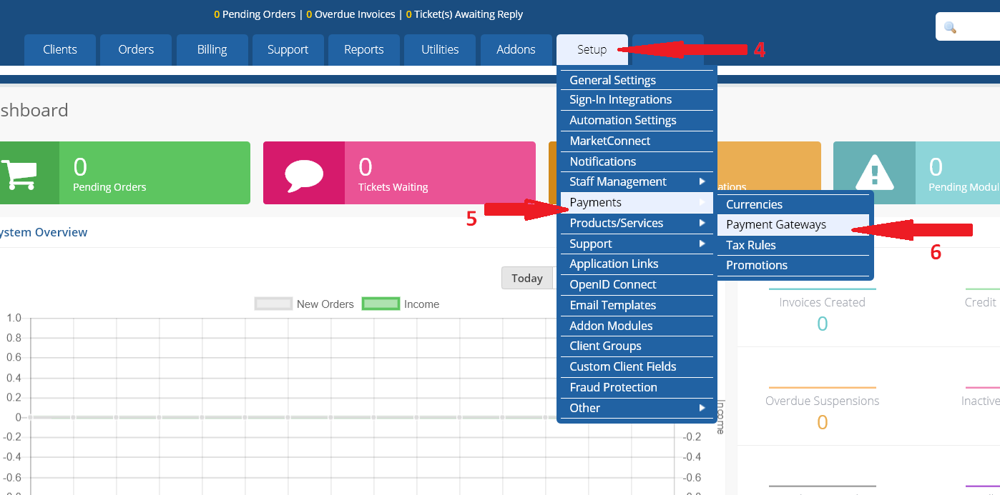 0 Pending Orders | 0 Overdue Invoices | 0 Ticket(s) Awaiting Reply
Clients Orders Billing Support Reports Utilities Addons Setup 4
General Settings
Sign-In Integrations
Automation Settings
MarketConnect
Notifications
Staff Management
Payments
Products/Services
Support
Application Links
OpenID Connect
Email Templates
Addon Modules
Client Groups
Custom Client Fields
Fraud Protection
Other
5
Currencies
Payment Gateways
Tax Rules
Promotions
6
shboard
0
Pending Orders
0
Tickets Waiting
ations
0
Pending Modul
ystem Overview
Today
New Orders Income
1.0
0.8
0.6
0.4
0.2
0
-0.2
-0.4
-0.6
Income
-0.2
-0.4
-0.6
Invoices Created
0
Credit
Overdue Suspensions
0
Inactive